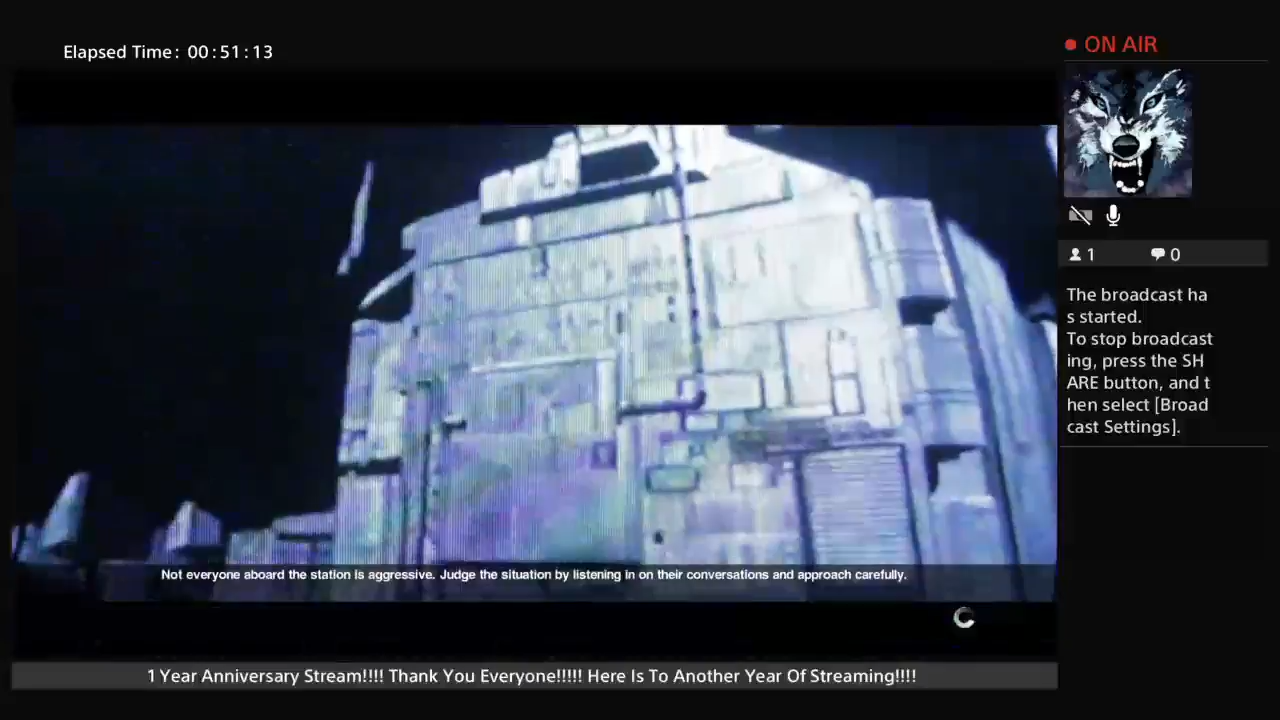 Elapsed Time: 00:51:13
ON AIR
1
0
The broadcast ha
s started.
To stop broadcast
ing, press the SH
ARE button, and t
hen select [Broad
cast Settings].
Not everyone aboard the station is aggressive. Judge the situation by listening in on their conversations and approach carefully.
1 Year Anniversary Stream!!!! Thank You Everyone!!!!! Here Is To Another Year Of Streaming!!!!